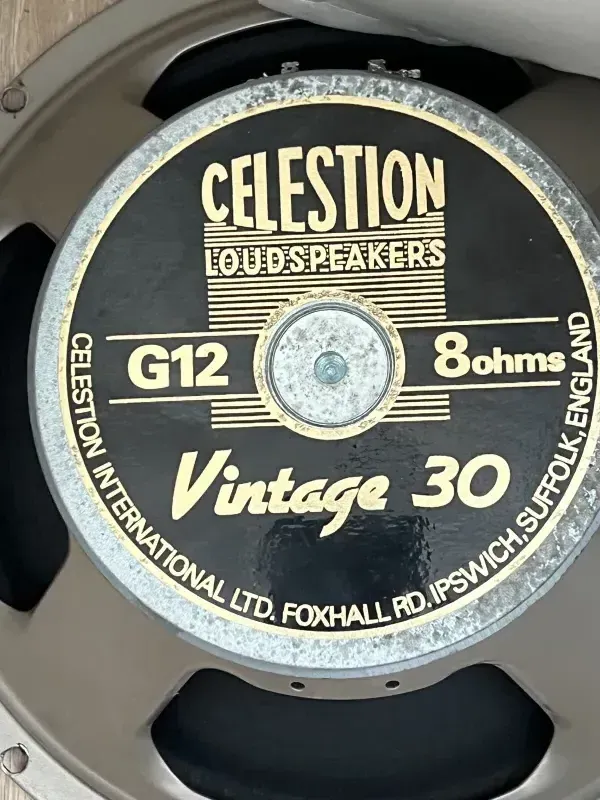 CELESTION
LOUDSPEAKERS
G12
8ohms
Vintage 30
CELESTION INTERNATIONAL LTD. FOXHALL RD. IPSWICH, SUFFOLK, ENGLAND